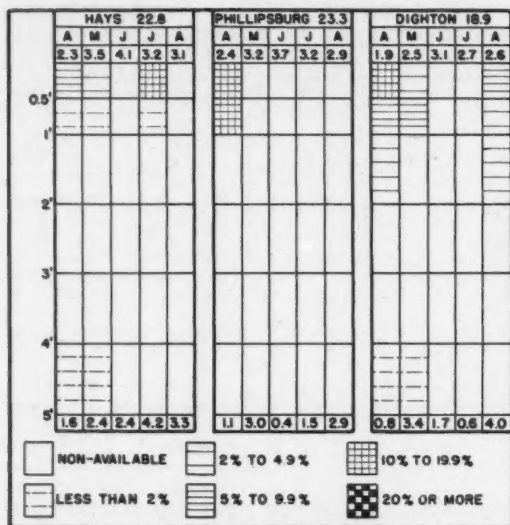 HAYS 22.8 PHILLIPSBURG 23.3 DIGHTON 18.9
A M J J A A M J J A A M J J A
2.3 3.5 4.1 3.2 3.1 2.4 3.2 3.7 3.2 2.9 1.9 2.5 3.1 2.7 2.6
0.5'
1'
2'
3'
4'
5'
1.6 2.4 2.4 4.2 3.3 1.1 3.0 0.4 1.5 2.9 0.8 3.4 1.7 0.6 4.0
NON-AVAILABLE 2% TO 4.9% 10% TO 19.9%
LESS THAN 2% 5% TO 9.9% 20% OR MORE